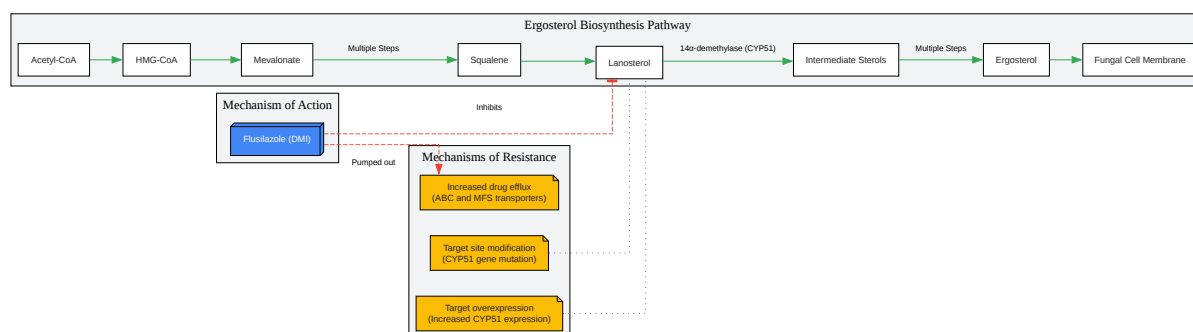 Ergosterol Biosynthesis Pathway
Acetyl-CoA
HMG-CoA
Mevalonate
Multiple Steps
Squalene
Lanosterol
14α-demethylase (CYP51)
Intermediate Sterols
Multiple Steps
Ergosterol
Fungal Cell Membrane
Mechanism of Action
Flusilazole (DMI)
Inhibits
Pumped out
Mechanisms of Resistance
Increased drug efflux
(ABC and MFS transporters)
Target site modification
(CYP51 gene mutation)
Target overexpression
(Increased CYP51 expression)